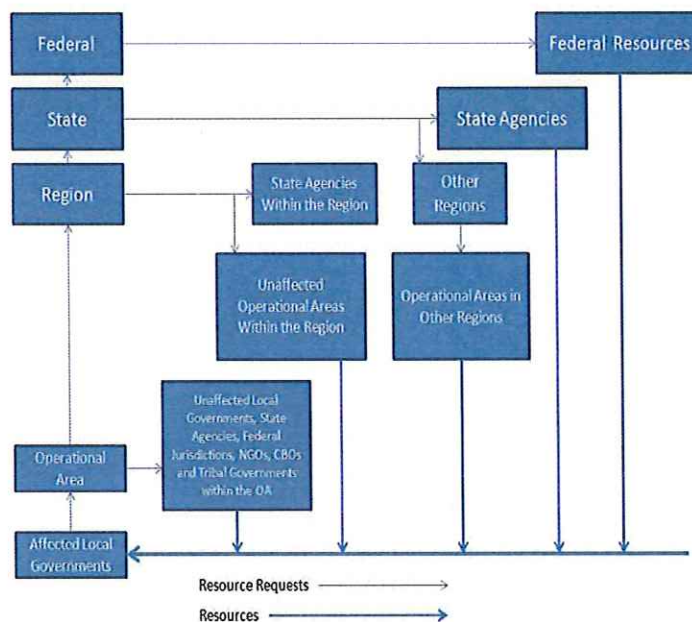 Federal
Federal Resources
State
State Agencies
Region
State Agencies
Within the Region
Other
Regions
Unaffected
Operational Areas
Within the Region
Operational Areas in
Other Regions
Unaffected Local
Governments, State
Agencies, Federal
Jurisdictions, NGOs, CBOs
and Tribal Governments
within the OA
Operational
Area
Affected Local
Governments
Resource Requests
Resources